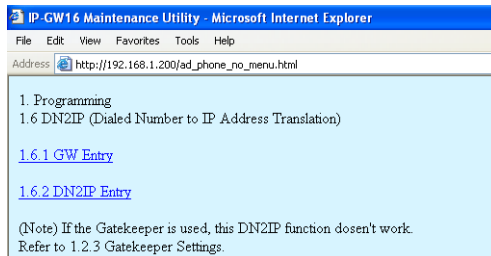 IP-GW16 Maintenance Utility - Microsoft Internet Explorer
File Edit View Favorites Tools Help
Address http://192.168.1.200/ad_phone_no_menu.html
1. Programming
1.6 DN2IP (Dialed Number to IP Address Translation)
1.6.1 GW Entry
1.6.2 DN2IP Entry
(Note) If the Gatekeeper is used, this DN2IP function dosen't work.
Refer to 1.2.3 Gatekeeper Settings.